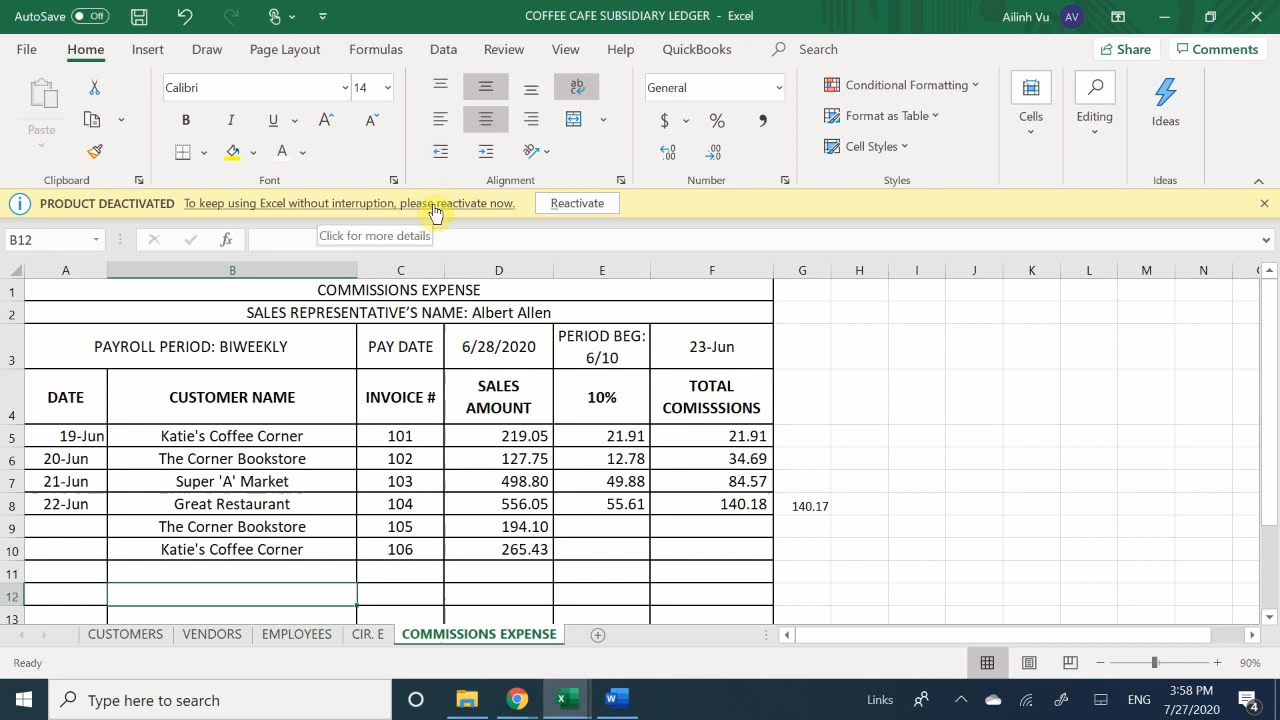 AutoSave Off COFFEE CAFE SUBSIDIARY LEDGER - Excel Ailinh Vu AV
File Home Insert Draw Page Layout Formulas Data Review View Help QuickBooks Search Share Comments
Calibri 14 ab c General $ % Conditional Formatting
Paste B I U A A Format as Table Cells Editing Ideas
A ab .00 .00 Cell Styles
Clipboard Font Alignment Number Styles Ideas
PRODUCT DEACTIVATED To keep using Excel without interruption, please reactivate now. Reactivate
Click for more details
B12 fx
A B C D E F G H I J K L M N
1 COMMISSIONS EXPENSE
2 SALES REPRESENTATIVE'S NAME: Albert Allen
3 PAYROLL PERIOD: BIWEEKLY PAY DATE 6/28/2020 PERIOD BEG: 6/10 23-Jun
4 DATE CUSTOMER NAME INVOICE # SALES AMOUNT 10% TOTAL COMISSSIONS
5 19-Jun Katie's Coffee Corner 101 219.05 21.91 21.91
6 20-Jun The Corner Bookstore 102 127.75 12.78 34.69
7 21-Jun Super 'A' Market 103 498.80 49.88 84.57
8 22-Jun Great Restaurant 104 556.05 55.61 140.18 140.17
9 The Corner Bookstore 105 194.10
10 Katie's Coffee Corner 106 265.43
11
12
13
CUSTOMERS VENDORS EMPLOYEES CIR. E COMMISSIONS EXPENSE
Ready 90%
Type here to search Links ENG 3:58 PM
7/27/2020 4